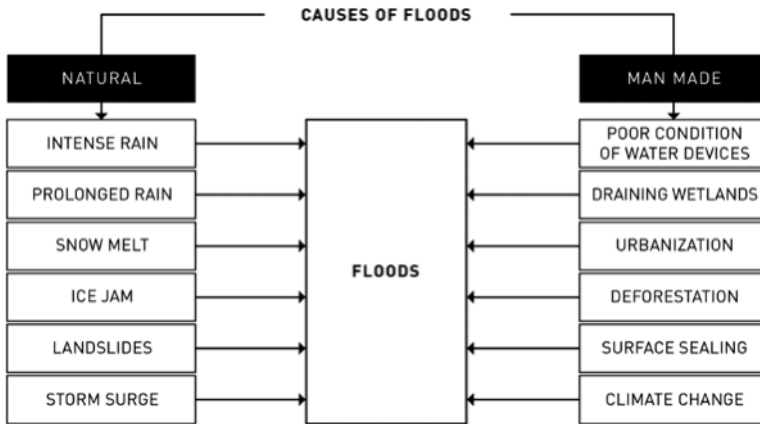 CAUSES OF FLOODS
NATURAL
MAN MADE
INTENSE RAIN
PROLONGED RAIN
SNOW MELT
ICE JAM
LANDSLIDES
STORM SURGE
FLOODS
POOR CONDITION
OF WATER DEVICES
DRAINING WETLANDS
URBANIZATION
DEFORESTATION
SURFACE SEALING
CLIMATE CHANGE